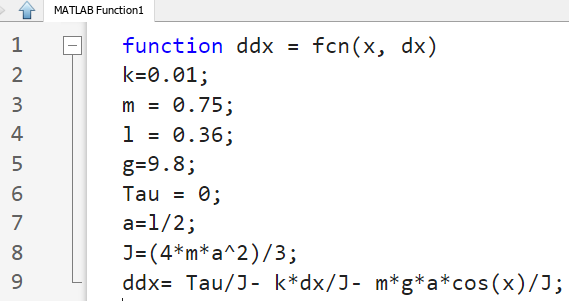 MATLAB Function1
1 function ddx = fcn(x, dx)
2 k=0.01;
3 m = 0.75;
4 l = 0.36;
5 g=9.8;
6 Tau = 0;
7 a=l/2;
8 J=(4*m*a^2)/3;
9 ddx= Tau/J- k*dx/J- m*g*a*cos(x)/J;